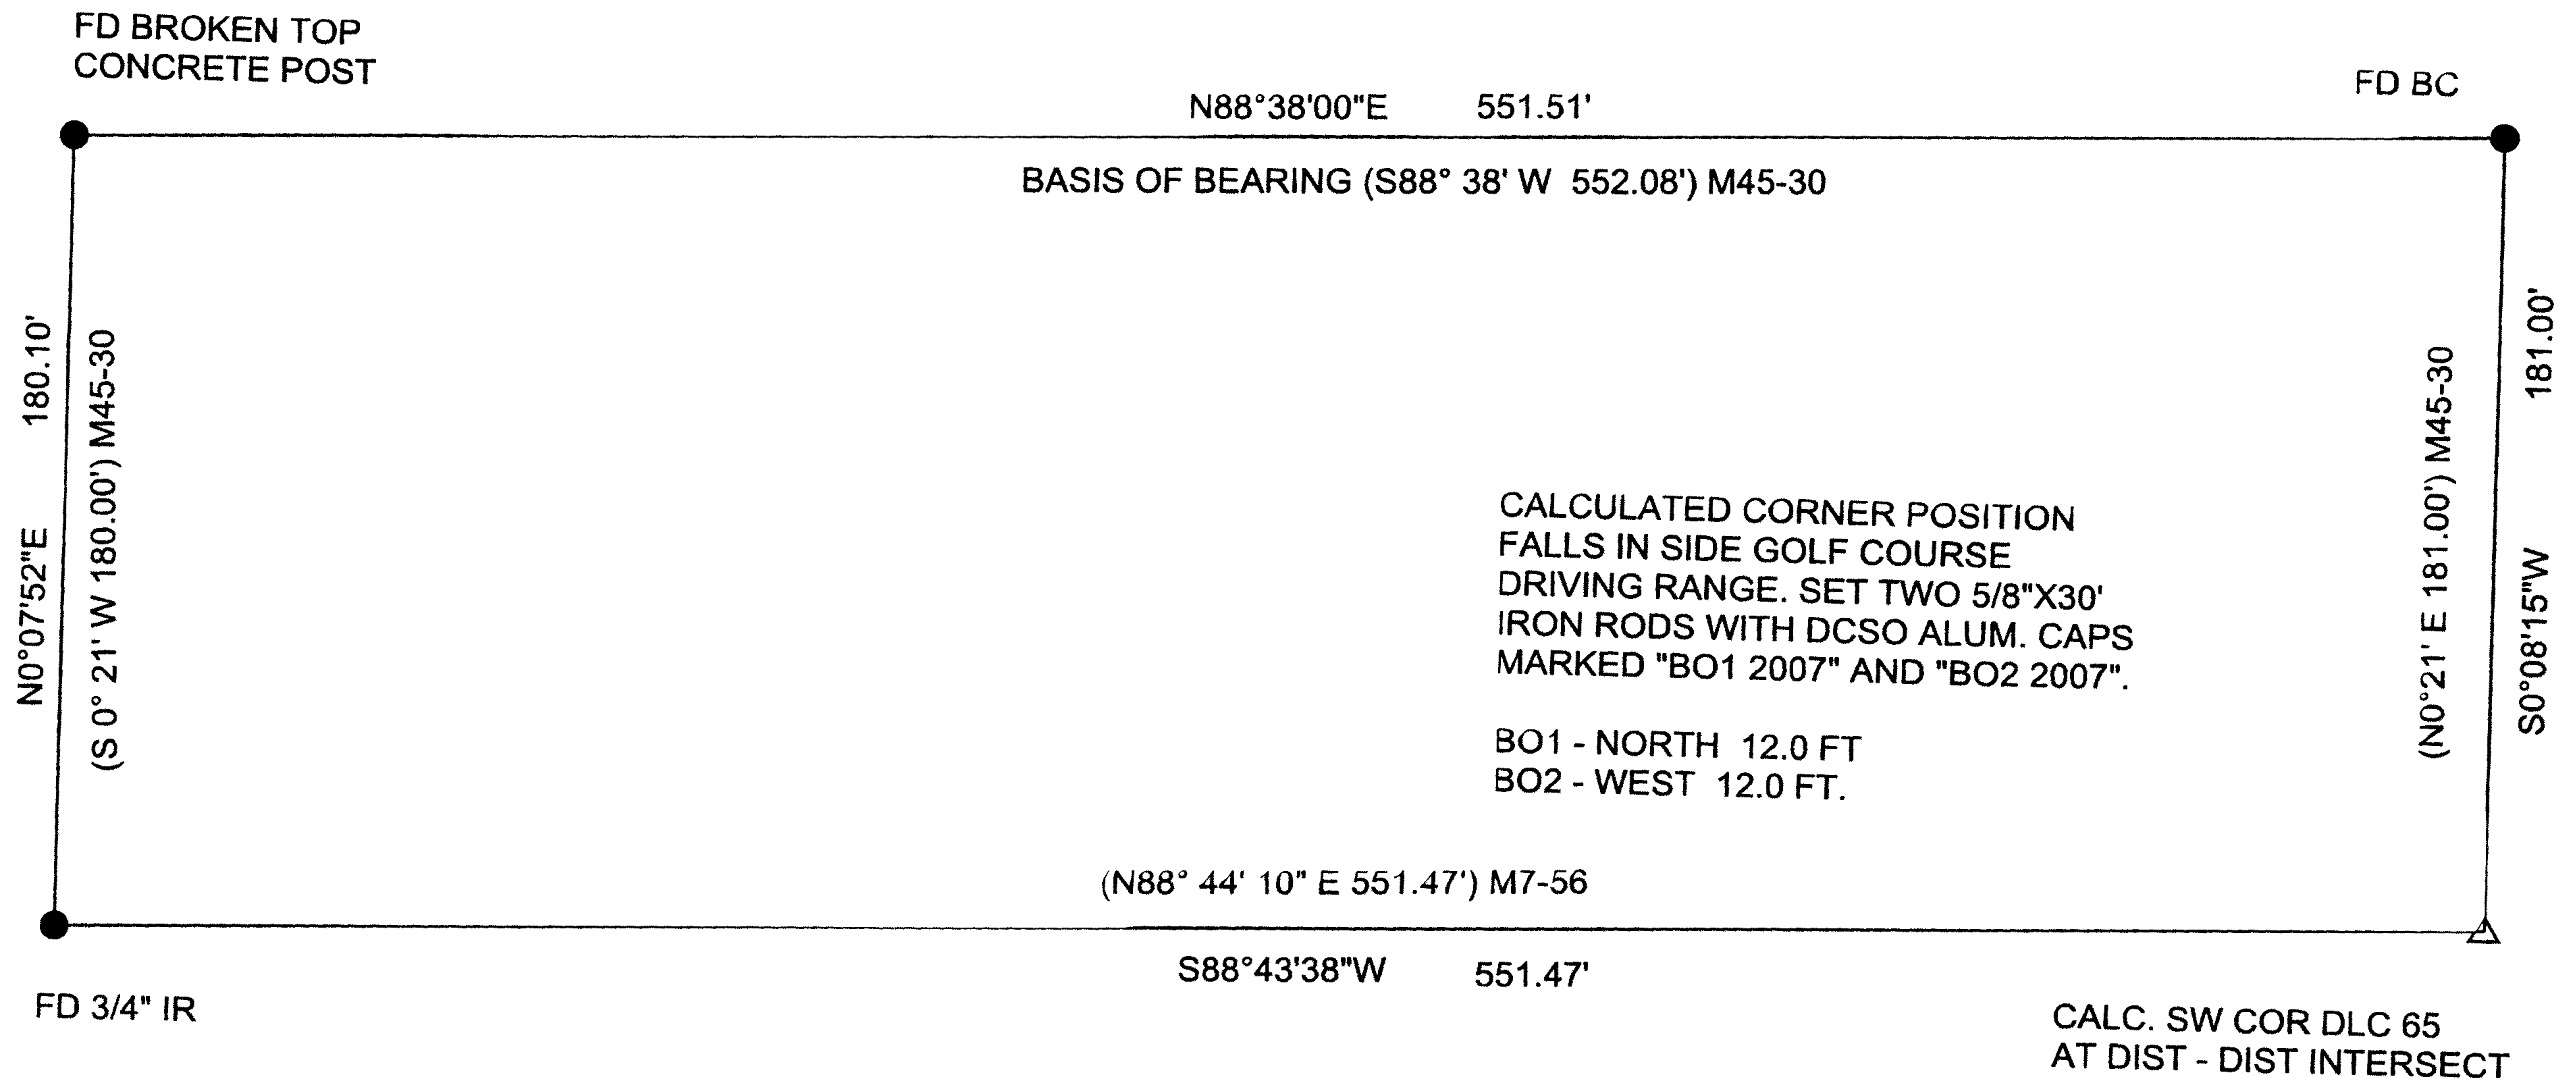 FD BROKEN TOP
CONCRETE POST
FD BC
N88°38'00"E 551.51'
BASIS OF BEARING (S88° 38' W 552.08') M45-30
N0°07'52"E 180.10'
(S 0° 21' W 180.00') M45-30
(N0°21' E 181.00') M45-30
S0°08'15"W 181.00'
CALCULATED CORNER POSITION
FALLS IN SIDE GOLF COURSE
DRIVING RANGE. SET TWO 5/8"X30'
IRON RODS WITH DCSO ALUM. CAPS
MARKED "BO1 2007" AND "BO2 2007".
BO1 - NORTH 12.0 FT
BO2 - WEST 12.0 FT.
(N88° 44' 10" E 551.47') M7-56
S88°43'38"W 551.47'
FD 3/4" IR
CALC. SW COR DLC 65
AT DIST - DIST INTERSECT